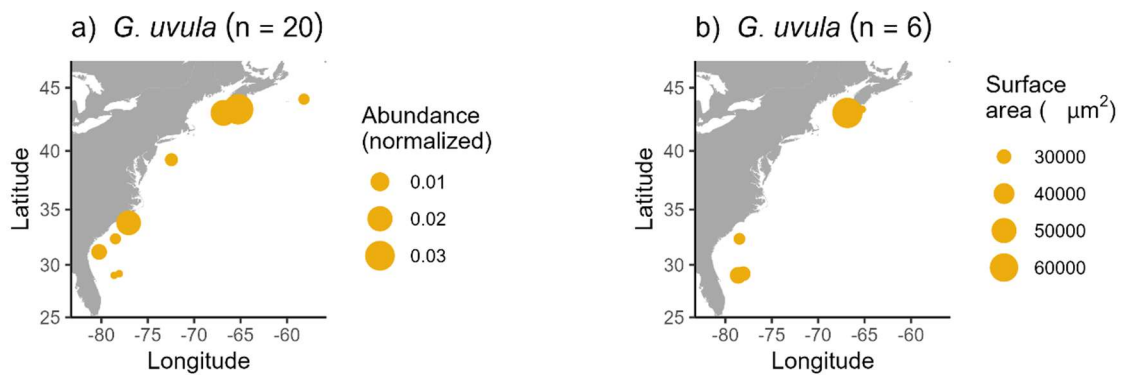 a) G. uvula (n = 20)
45
40
35
30
25
-80 -75 -70 -65 -60
Latitude
Longitude
Abundance
(normalized)
0.01
0.02
0.03
b) G. uvula (n = 6)
45
40
35
30
25
-80 -75 -70 -65 -60
Latitude
Longitude
Surface
area ( μm²)
30000
40000
50000
60000